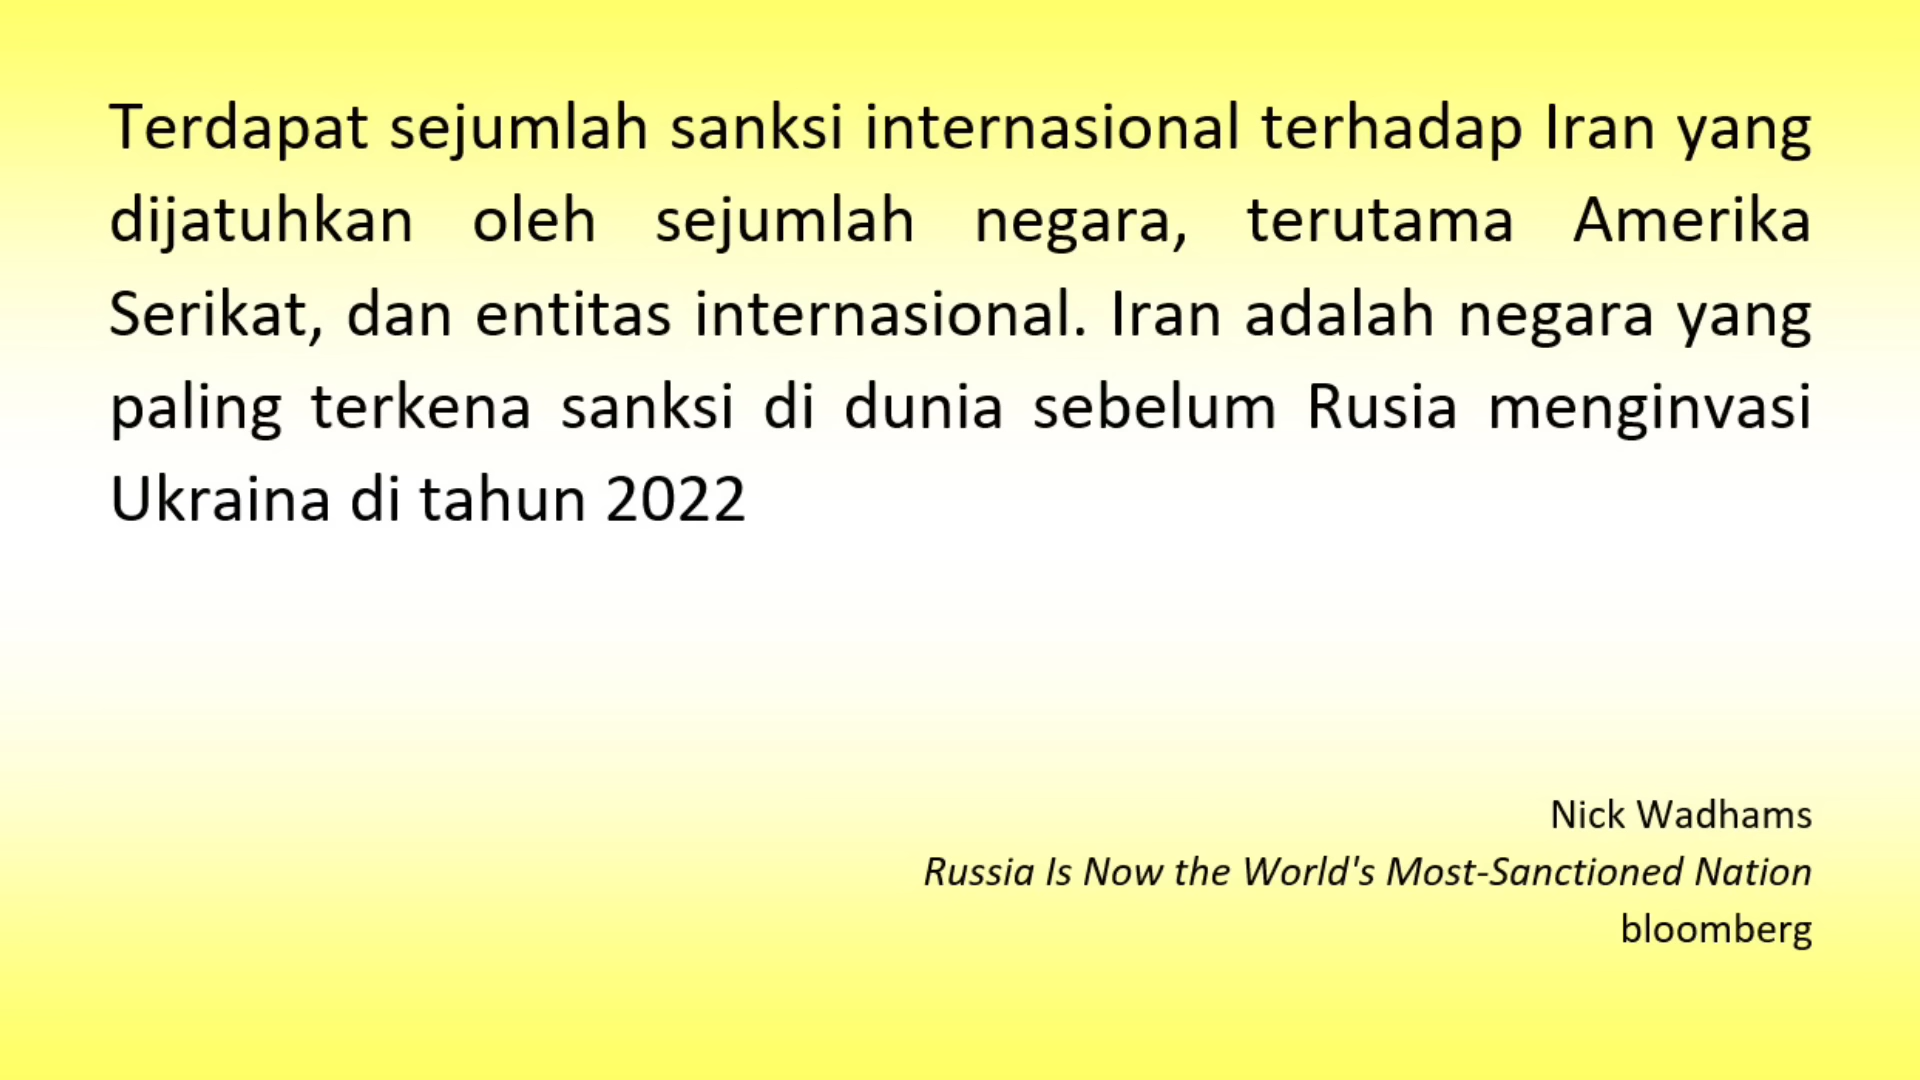 Terdapat sejumlah sanksi internasional terhadap Iran yang
dijatuhkan oleh sejumlah negara, terutama Amerika
Serikat, dan entitas internasional. Iran adalah negara yang
paling terkena sanksi di dunia sebelum Rusia menginvasi
Ukraina di tahun 2022
Nick Wadhams
Russia Is Now the World's Most-Sanctioned Nation
bloomberg